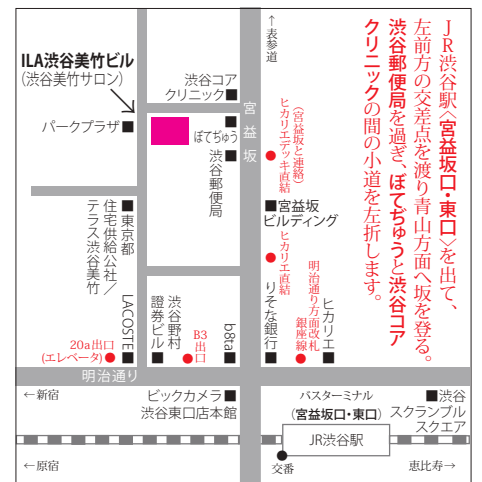 JR渋谷駅〈宮益坂口・東口〉を出て、
左前方の交差点を渡り青山方面へ坂を登る。
渋谷郵便局を過ぎ、ぼてぢゅうと渋谷コア
クリニックの間の小道を左折します。
↑表参道
ILA渋谷美竹ビル
(渋谷美竹サロン)
渋谷コア
クリニック■
パークプラザ■
宮益坂
ぼてぢゅう
■
渋谷郵便局
■
(宮益坂と連絡)
ヒカリエデッキ直結
●
■宮益坂
ビルディング
●ヒカリエ直結
■東京都
住宅供給公社/
テラス渋谷美竹
LACOSTE■
20a出口
(エレベータ)●
渋谷野村
證券ビル■
B3
出口
●
b8ta■
りそな銀行■
明治通り方面改札
銀座線●
ヒカリエ■
明治通り
←新宿
ビックカメラ■
渋谷東口店本館
バスターミナル
(宮益坂口・東口)
■渋谷
スクランブル
スクエア
JR渋谷駅
←原宿
交番
恵比寿→